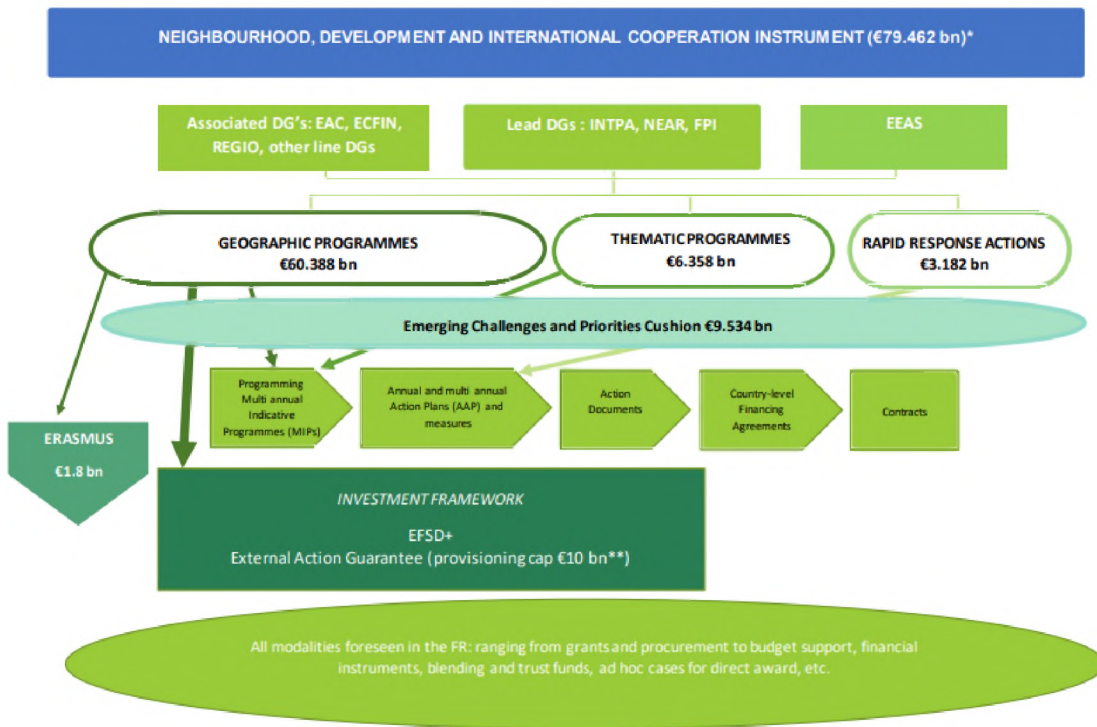 NEIGHBOURHOOD, DEVELOPMENT AND INTERNATIONAL COOPERATION INSTRUMENT (€79.462 bn)*
Associated DG's: EAC, ECFIN,
REGIO, other line DGs
Lead DGs : INTPA, NEAR, FPI
EEAS
GEOGRAPHIC PROGRAMMES
€60.388 bn
THEMATIC PROGRAMMES
€6.358 bn
RAPID RESPONSE ACTIONS
€3.182 bn
Emerging Challenges and Priorities Cushion €9.534 bn
Programming
Multi annual
Indicative
Programmes (MIPs)
Annual and multi annual
Action Plans (AAP) and
measures
Action
Documents
Country-level
Financing
Agreements
Contracts
ERASMUS
€1.8 bn
INVESTMENT FRAMEWORK
EFSD+
External Action Guarantee (provisioning cap €10 bn**)
All modalities foreseen in the FR: ranging from grants and procurement to budget support, financial
instruments, blending and trust funds, ad hoc cases for direct award, etc.